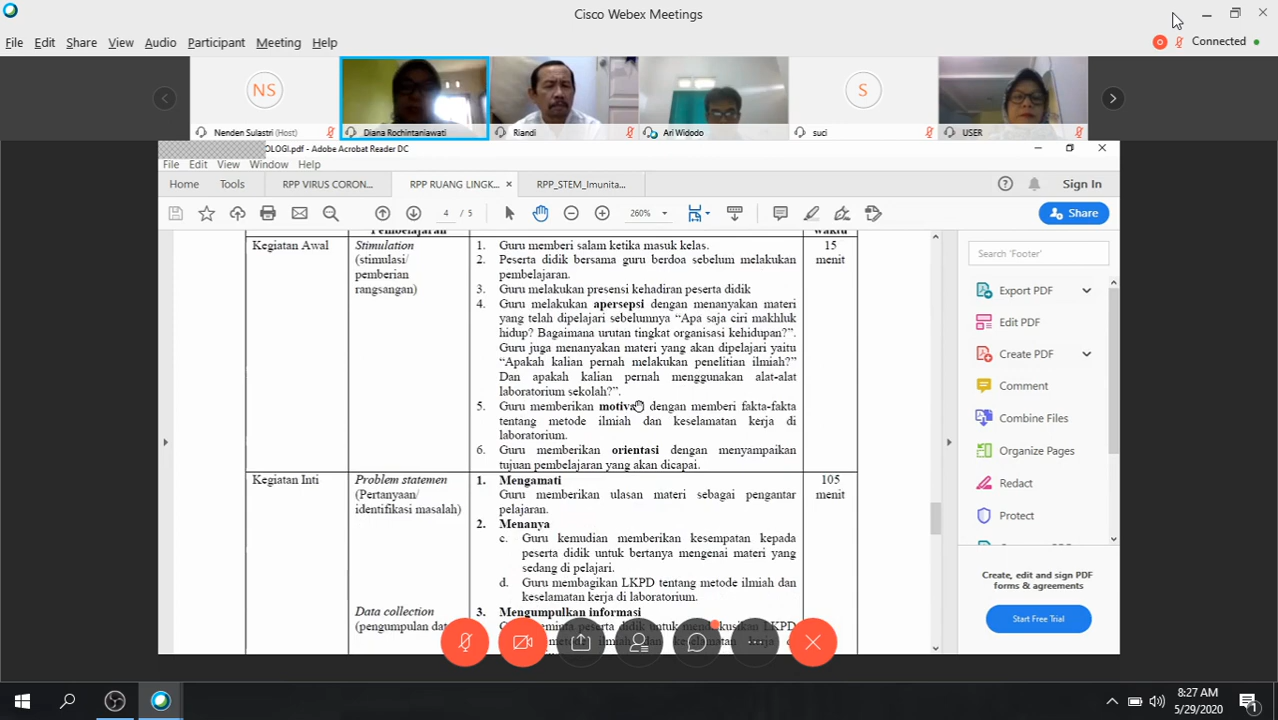 Cisco Webex Meetings
File Edit Share View Audio Participant Meeting Help
Connected
NS
S
Nenden Sulastri (Host)
Diana Rochintaniawati
Riandi
Ari Widodo
suci
USER
OLOGI.pdf - Adobe Acrobat Reader DC
File Edit View Window Help
Home Tools RPP VIRUS CORON... RPP RUANG LINGK... × RPP_STEM_Imunita... Sign In
4 / 5 260% Share
Pembelajaran waktu
Kegiatan Awal
Stimulation
(stimulasi/
pemberian
rangsangan)
1. Guru memberi salam ketika masuk kelas.
2. Peserta didik bersama guru berdoa sebelum melakukan
pembelajaran.
3. Guru melakukan presensi kehadiran peserta didik
4. Guru melakukan apersepsi dengan menanyakan materi
yang telah dipelajari sebelumnya “Apa saja ciri makhluk
hidup? Bagaimana urutan tingkat organisasi kehidupan?”.
Guru juga menanyakan materi yang akan dipelajari yaitu
“Apakah kalian pernah melakukan penelitian ilmiah?”
Dan apakah kalian pernah menggunakan alat-alat
laboratorium sekolah?”.
5. Guru memberikan motiva dengan memberi fakta-fakta
tentang metode ilmiah dan keselamatan kerja di
laboratorium.
6. Guru memberikan orientasi dengan menyampaikan
tujuan pembelajaran yang akan dicapai.
15
menit
Kegiatan Inti
Problem statemen
(Pertanyaan/
identifikasi masalah)
1. Mengamati
Guru memberikan ulasan materi sebagai pengantar
pelajaran.
2. Menanya
c. Guru kemudian memberikan kesempatan kepada
peserta didik untuk bertanya mengenai materi yang
sedang di pelajari.
d. Guru membagikan LKPD tentang metode ilmiah dan
keselamatan kerja di laboratorium.
105
menit
Data collection
(pengumpulan dat
3. Mengumpulkan informasi
peserta didik untuk LKPD
ilmiah dan
Search 'Footer'
Export PDF
Edit PDF
Create PDF
Comment
Combine Files
Organize Pages
Redact
Protect
Create, edit and sign PDF
forms & agreements
Start Free Trial
8:27 AM
5/29/2020
1